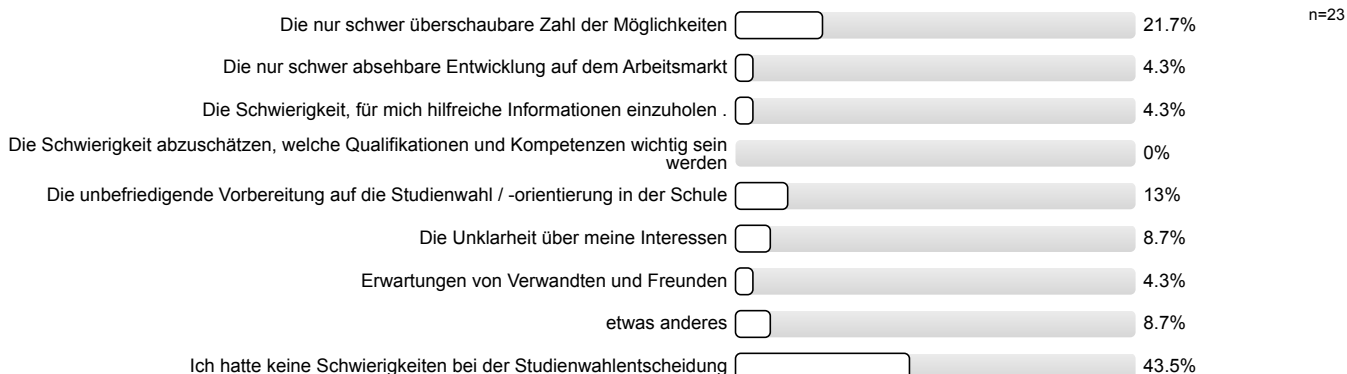 Die nur schwer überschaubare Zahl der Möglichkeiten 21.7% n=23
Die nur schwer absehbare Entwicklung auf dem Arbeitsmarkt 4.3%
Die Schwierigkeit, für mich hilfreiche Informationen einzuholen . 4.3%
Die Schwierigkeit abzuschätzen, welche Qualifikationen und Kompetenzen wichtig sein
werden 0%
Die unbefriedigende Vorbereitung auf die Studienwahl / -orientierung in der Schule 13%
Die Unklarheit über meine Interessen 8.7%
Erwartungen von Verwandten und Freunden 4.3%
etwas anderes 8.7%
Ich hatte keine Schwierigkeiten bei der Studienwahlentscheidung 43.5%